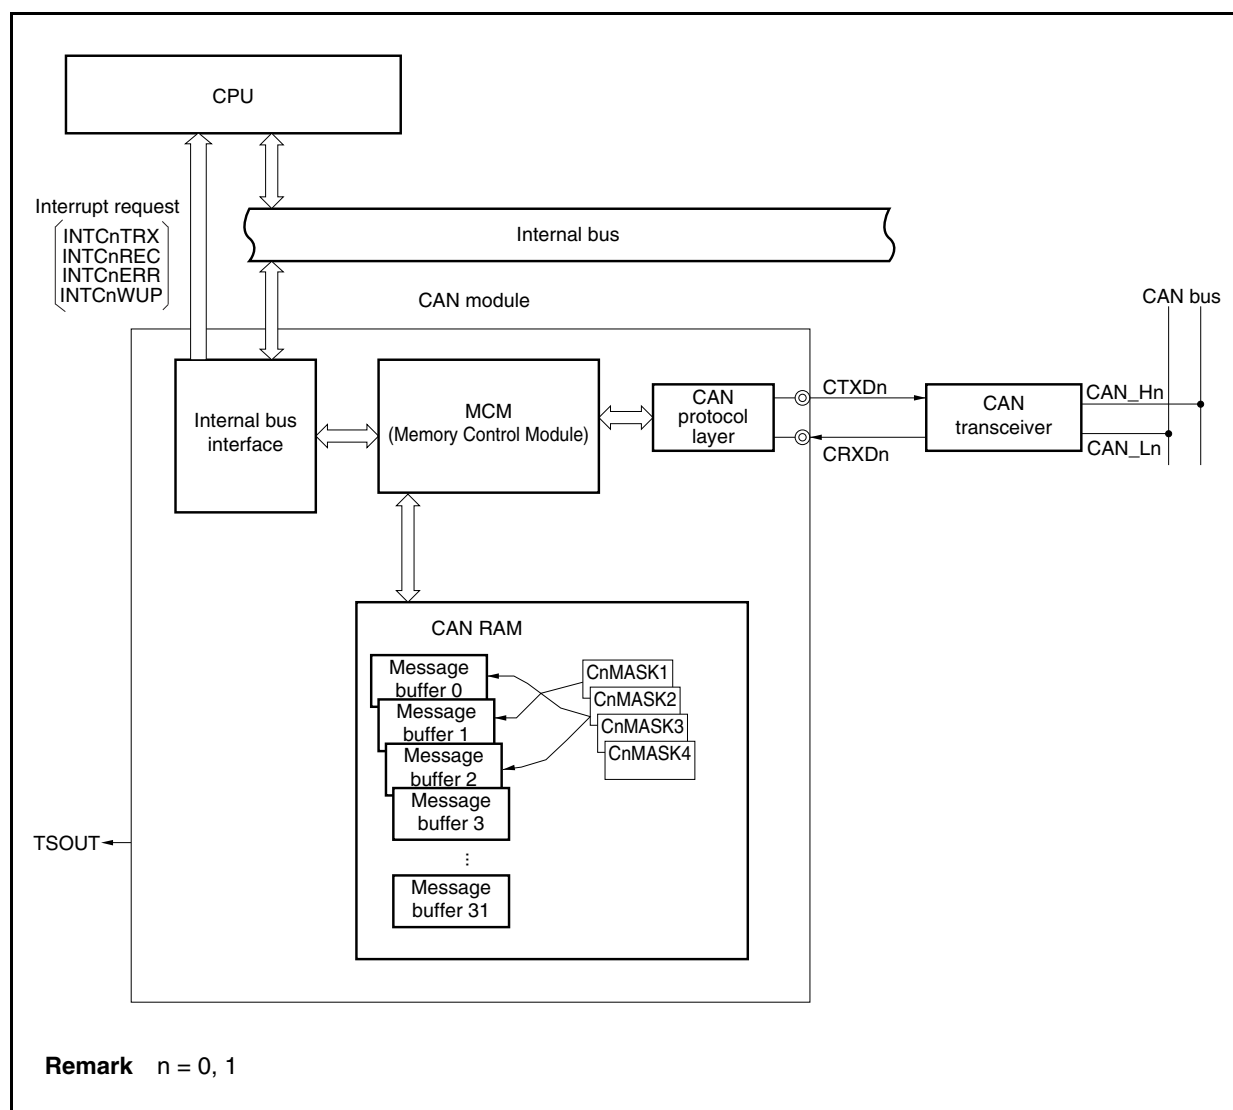 CPU
Interrupt request
INTCnTRX
INTCnREC
INTCnERR
INTCnWUP
Internal bus
CAN module
CAN bus
Internal bus
interface
MCM
(Memory Control Module)
CAN
protocol
layer
CTXDn
CRXDn
CAN
transceiver
CAN_Hn
CAN_Ln
CAN RAM
Message
buffer 0
Message
buffer 1
Message
buffer 2
Message
buffer 3
...
Message
buffer 31
CnMASK1
CnMASK2
CnMASK3
CnMASK4
TSOUT
Remark n = 0, 1